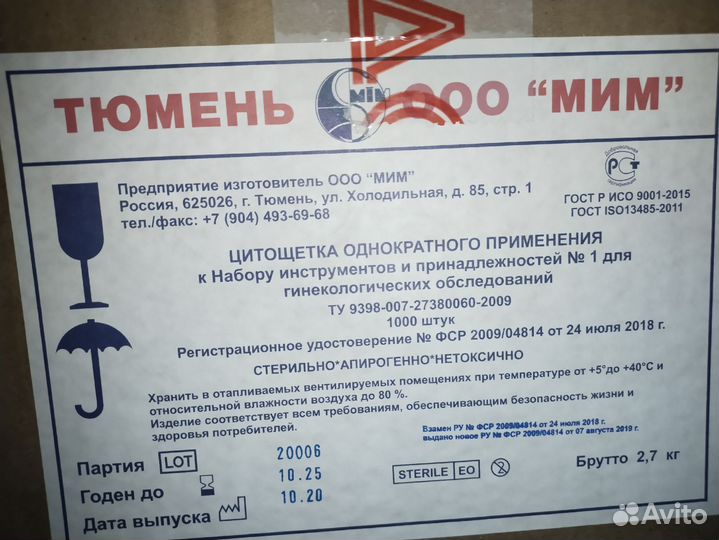 ТЮМЕНЬ МІМ ООО "МИМ"
Предприятие изготовитель ООО "МИМ"
Россия, 625026, г. Тюмень, ул. Холодильная, д. 85, стр. 1
тел./факс: +7 (904) 493-69-68
Добровольная
РСТ
сертификация
ГОСТ Р ИСО 9001-2015
ГОСТ ISO13485-2011
ЦИТОЩЕТКА ОДНОКРАТНОГО ПРИМЕНЕНИЯ
к Набору инструментов и принадлежностей № 1 для
гинекологических обследований
ТУ 9398-007-27380060-2009
1000 штук
Регистрационное удостоверение № ФСР 2009/04814 от 24 июля 2018 г.
СТЕРИЛЬНО*АПИРОГЕННО*НЕТОКСИЧНО
Хранить в отапливаемых вентилируемых помещениях при температуре от +5°до +40°С и
относительной влажности воздуха до 80 %.
Изделие соответствует всем требованиям, обеспечивающим безопасность жизни и
здоровья потребителей.
Взамен РУ № ФСР 2009/04814 от 24 июля 2018 г.
выдано новое РУ № ФСР 2009/04814 от 07 августа 2019 г.
Партия LOT 20006
Годен до 10.25
Дата выпуска 10.20
STERILE EO 2
Брутто 2,7 кг
Avito